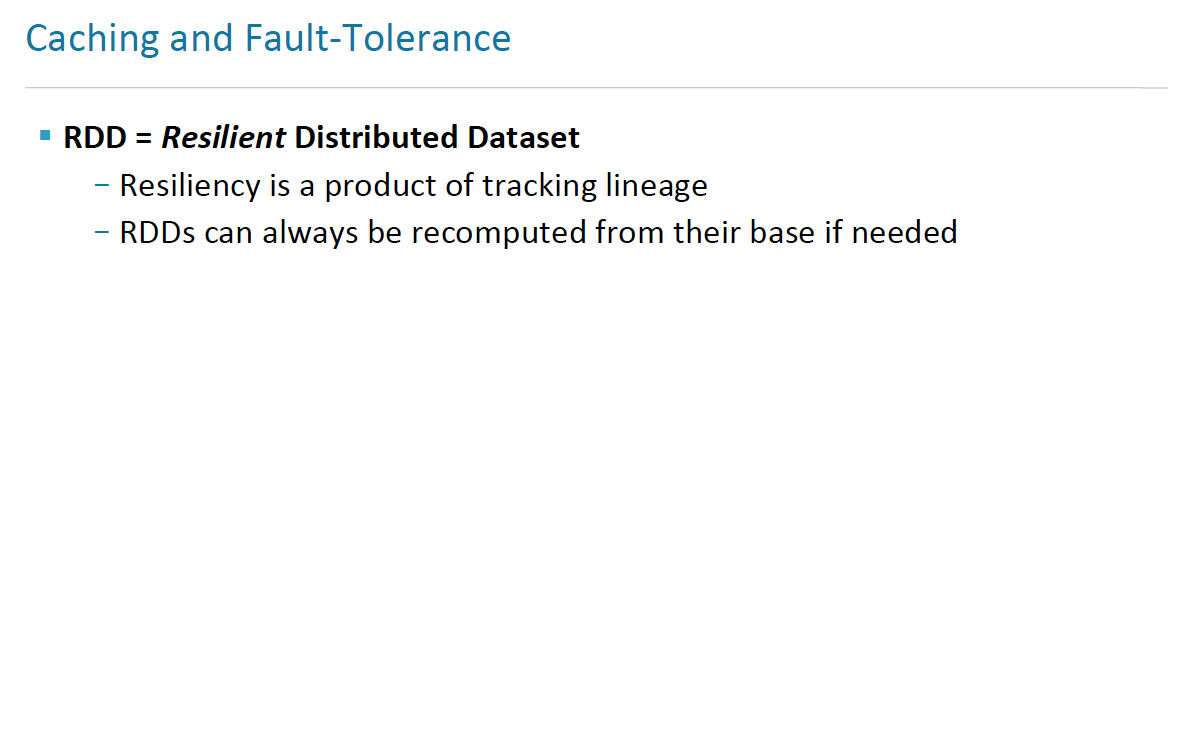 Caching and Fault-Tolerance
▪ RDD = Resilient Distributed Dataset
– Resiliency is a product of tracking lineage
– RDDs can always be recomputed from their base if needed